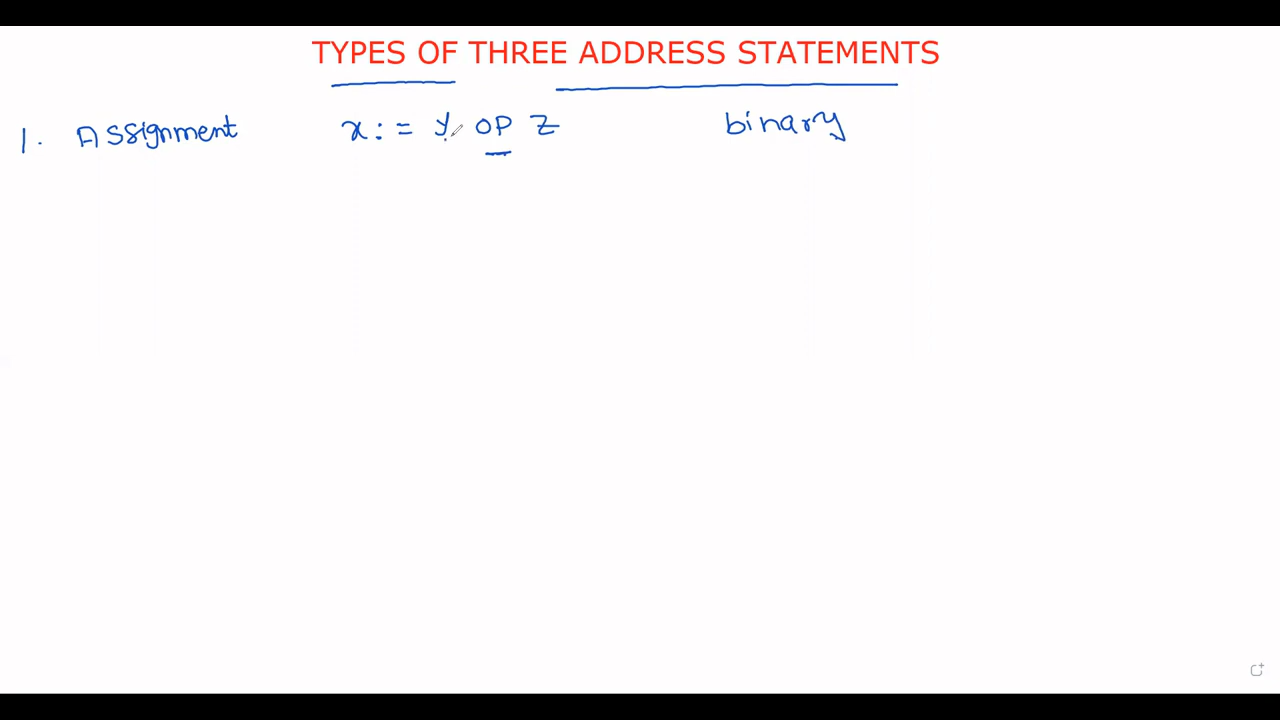 TYPES OF THREE ADDRESS STATEMENTS
1. Assignment x := y op z binary